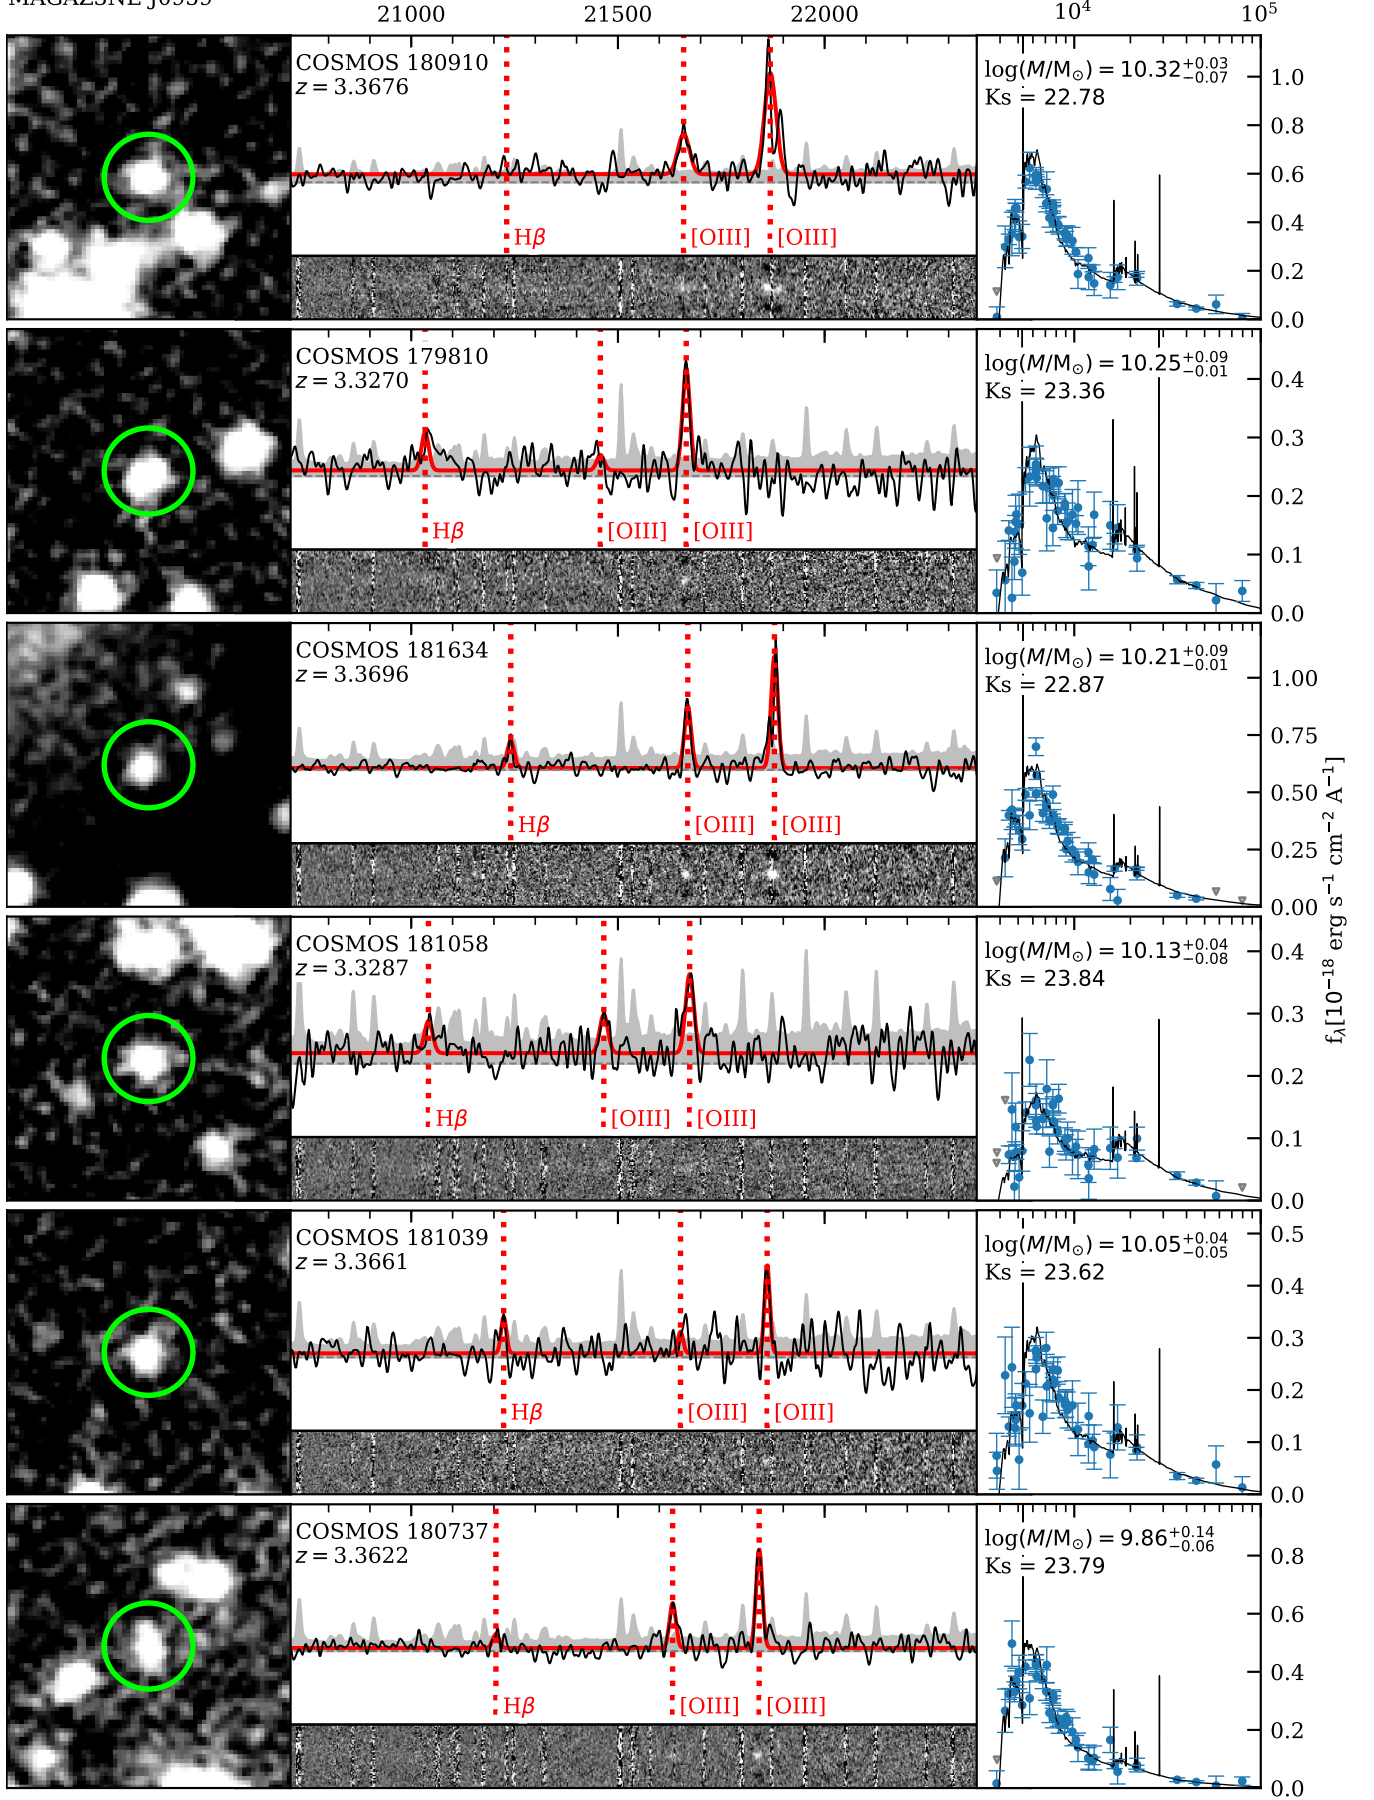 21000 21500 22000 10⁴ 10⁵
COSMOS 180910
z = 3.3676
Hβ [OIII] [OIII]
log(M/M⊙) = 10.32+0.03−0.07
Ks = 22.78
1.0
0.8
0.6
0.4
0.2
0.0
COSMOS 179810
z = 3.3270
Hβ [OIII] [OIII]
log(M/M⊙) = 10.25+0.09−0.01
Ks = 23.36
0.4
0.3
0.2
0.1
0.0
COSMOS 181634
z = 3.3696
Hβ [OIII] [OIII]
log(M/M⊙) = 10.21+0.09−0.01
Ks = 22.87
1.00
0.75
0.50
0.25
0.00
fλ[10−18 erg s−1 cm−2 A−1]
COSMOS 181058
z = 3.3287
Hβ [OIII] [OIII]
log(M/M⊙) = 10.13+0.04−0.08
Ks = 23.84
0.4
0.3
0.2
0.1
0.0
COSMOS 181039
z = 3.3661
Hβ [OIII] [OIII]
log(M/M⊙) = 10.05+0.04−0.05
Ks = 23.62
0.5
0.4
0.3
0.2
0.1
0.0
COSMOS 180737
z = 3.3622
Hβ [OIII] [OIII]
log(M/M⊙) = 9.86+0.14−0.06
Ks = 23.79
0.8
0.6
0.4
0.2
0.0